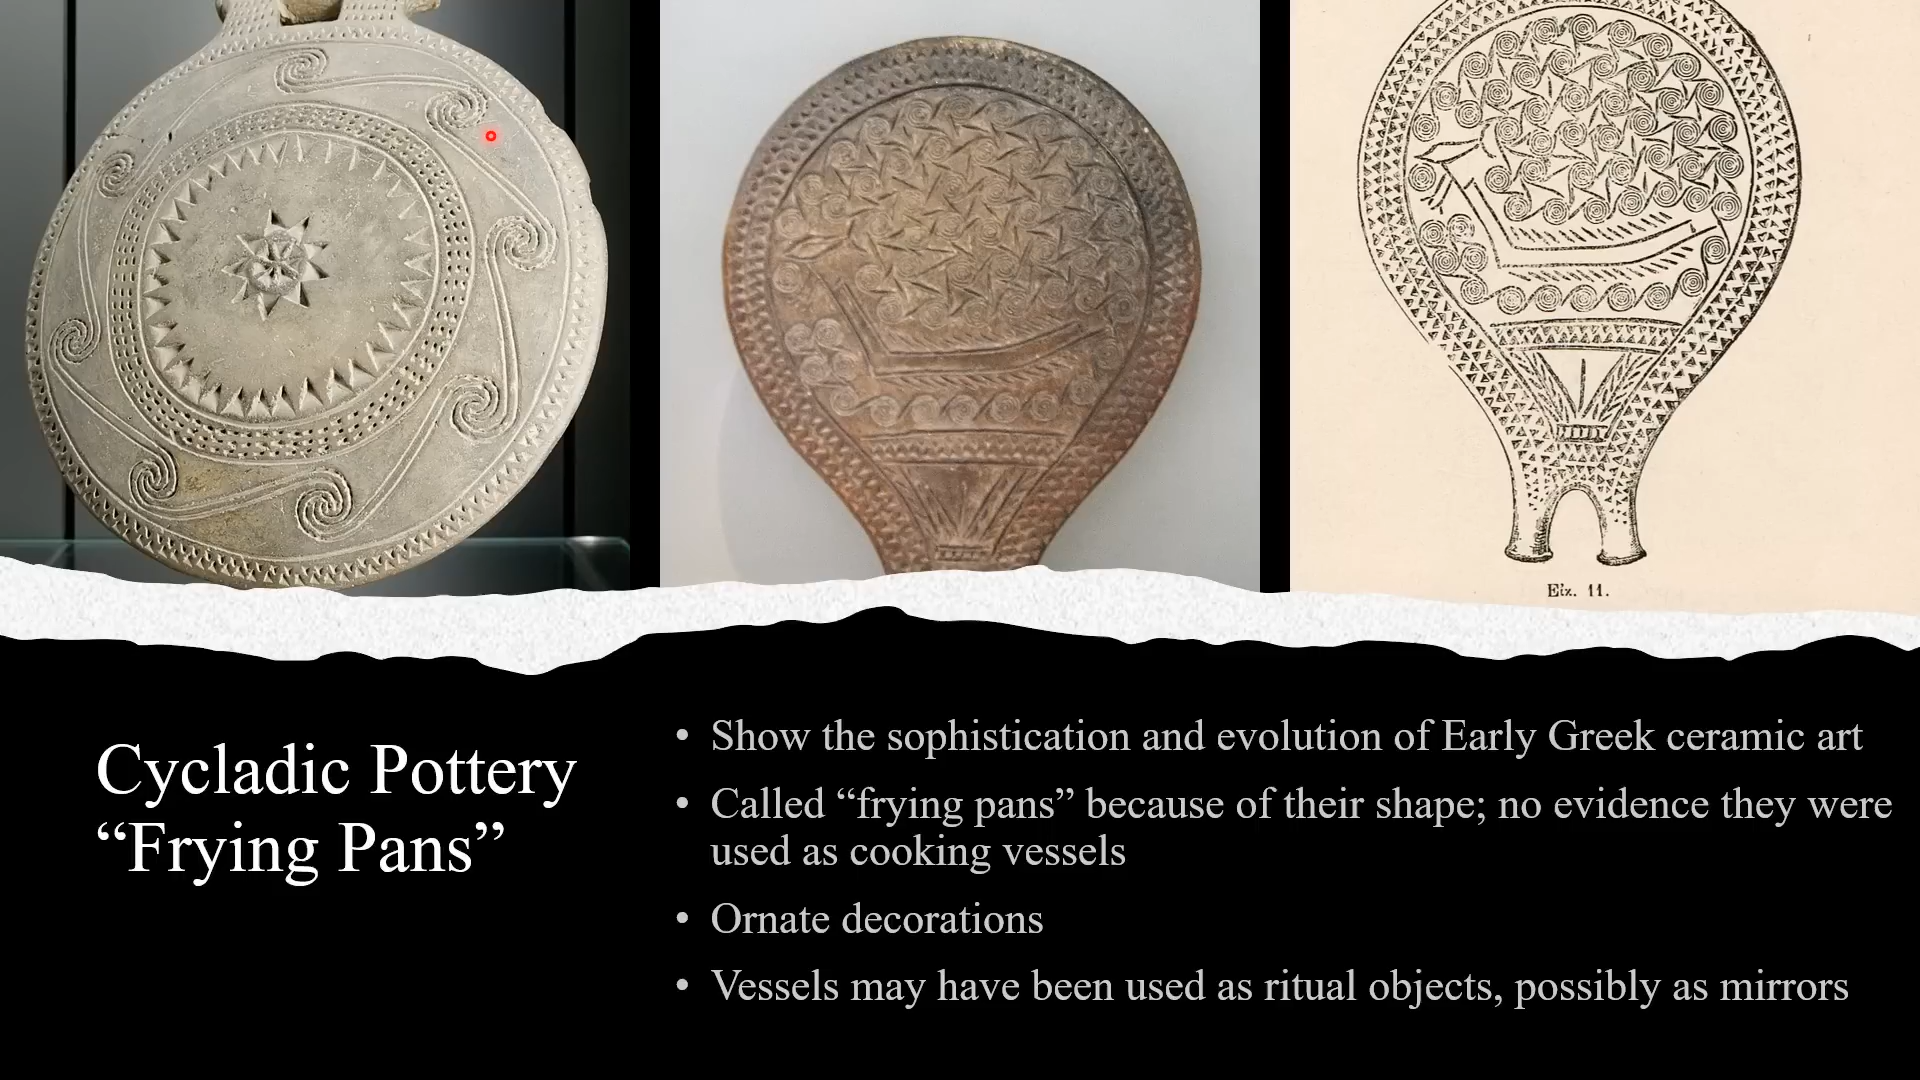 Eἰκ. 11.
Cycladic Pottery
“Frying Pans”
• Show the sophistication and evolution of Early Greek ceramic art
• Called “frying pans” because of their shape; no evidence they were
used as cooking vessels
• Ornate decorations
• Vessels may have been used as ritual objects, possibly as mirrors